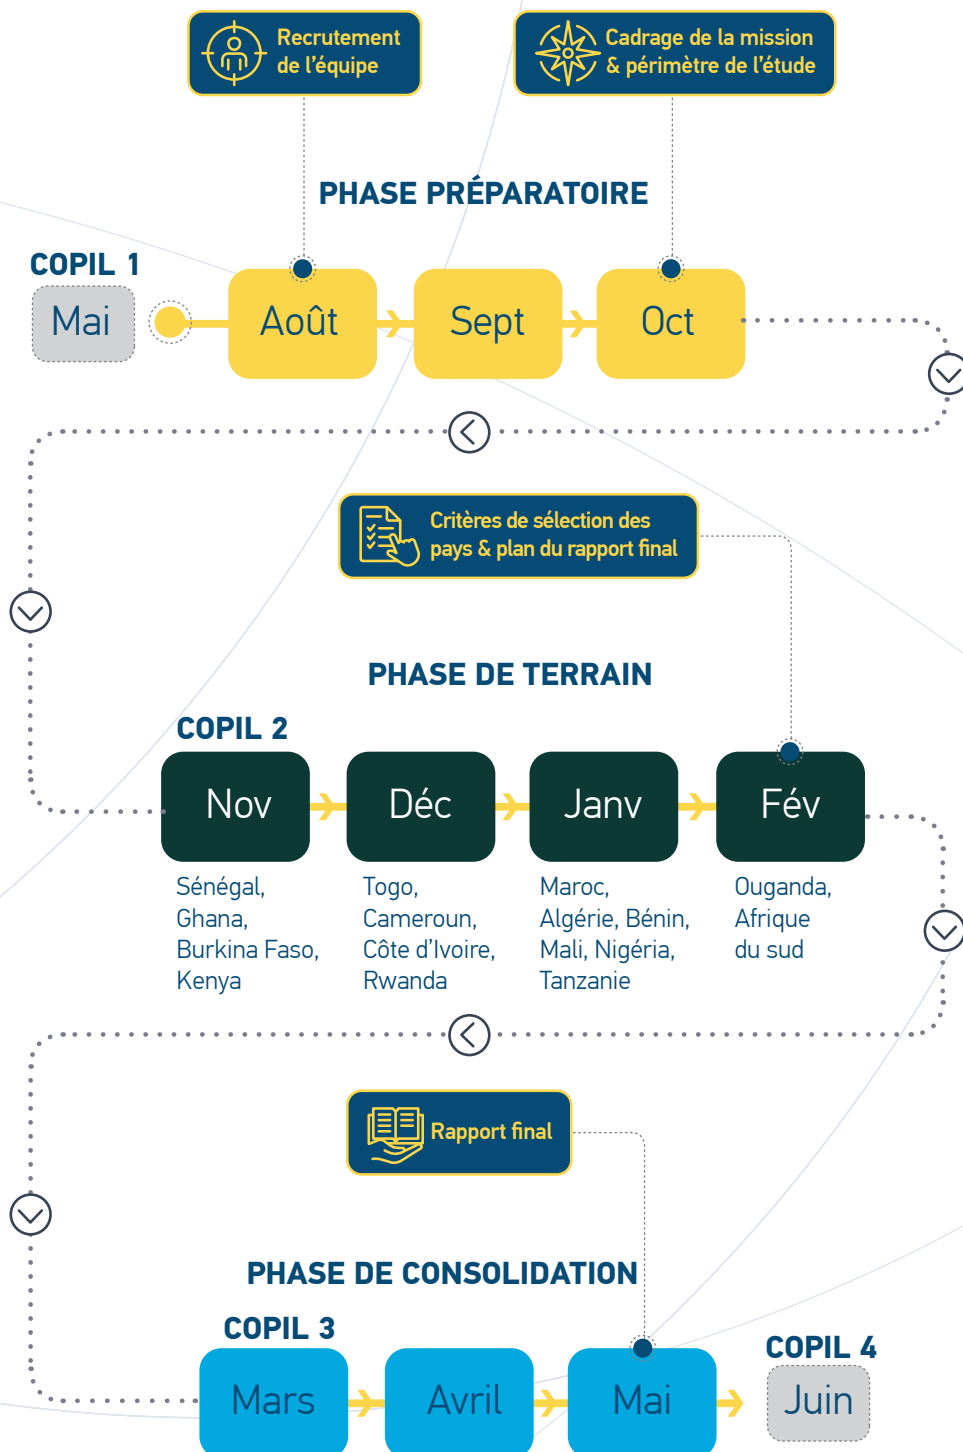 Recrutement
de l'équipe
Cadrage de la mission
& périmètre de l'étude
PHASE PRÉPARATOIRE
COPIL 1
Mai
Août
Sept
Oct
Critères de sélection des
pays & plan du rapport final
PHASE DE TERRAIN
COPIL 2
Nov
Déc
Janv
Fév
Sénégal,
Ghana,
Burkina Faso,
Kenya
Togo,
Cameroun,
Côte d'Ivoire,
Rwanda
Maroc,
Algérie, Bénin,
Mali, Nigéria,
Tanzanie
Ouganda,
Afrique
du sud
Rapport final
PHASE DE CONSOLIDATION
COPIL 3
Mars
Avril
Mai
COPIL 4
Juin